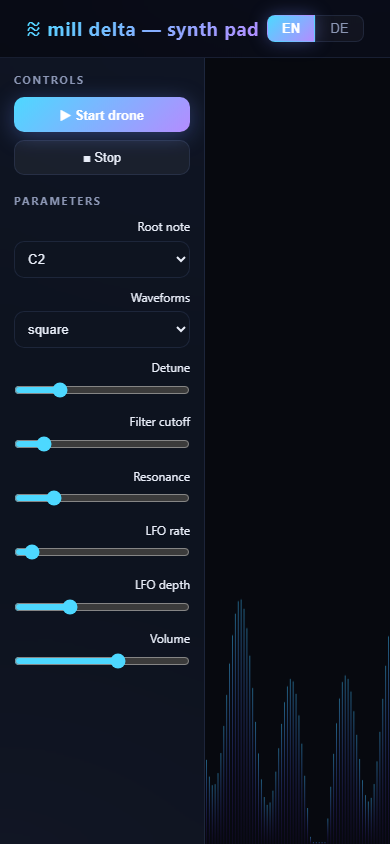 ≋ mill delta — synth pad
EN
DE
CONTROLS
▶ Start drone
■ Stop
PARAMETERS
Root note
C2
Waveforms
square
Detune
Filter cutoff
Resonance
LFO rate
LFO depth
Volume